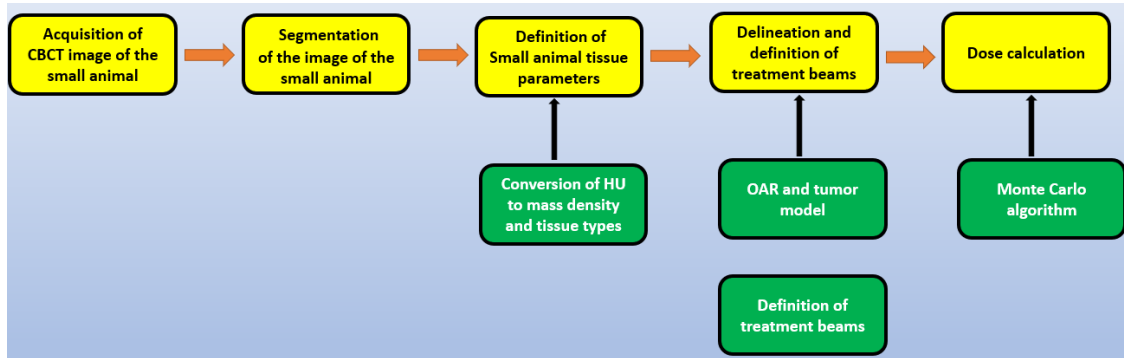 Acquisition of
CBCT image of the
small animal
Segmentation
of the image of the
small animal
Definition of
Small animal tissue
parameters
Delineation and
definition of
treatment beams
Dose calculation
Conversion of HU
to mass density
and tissue types
OAR and tumor
model
Monte Carlo
algorithm
Definition of
treatment beams